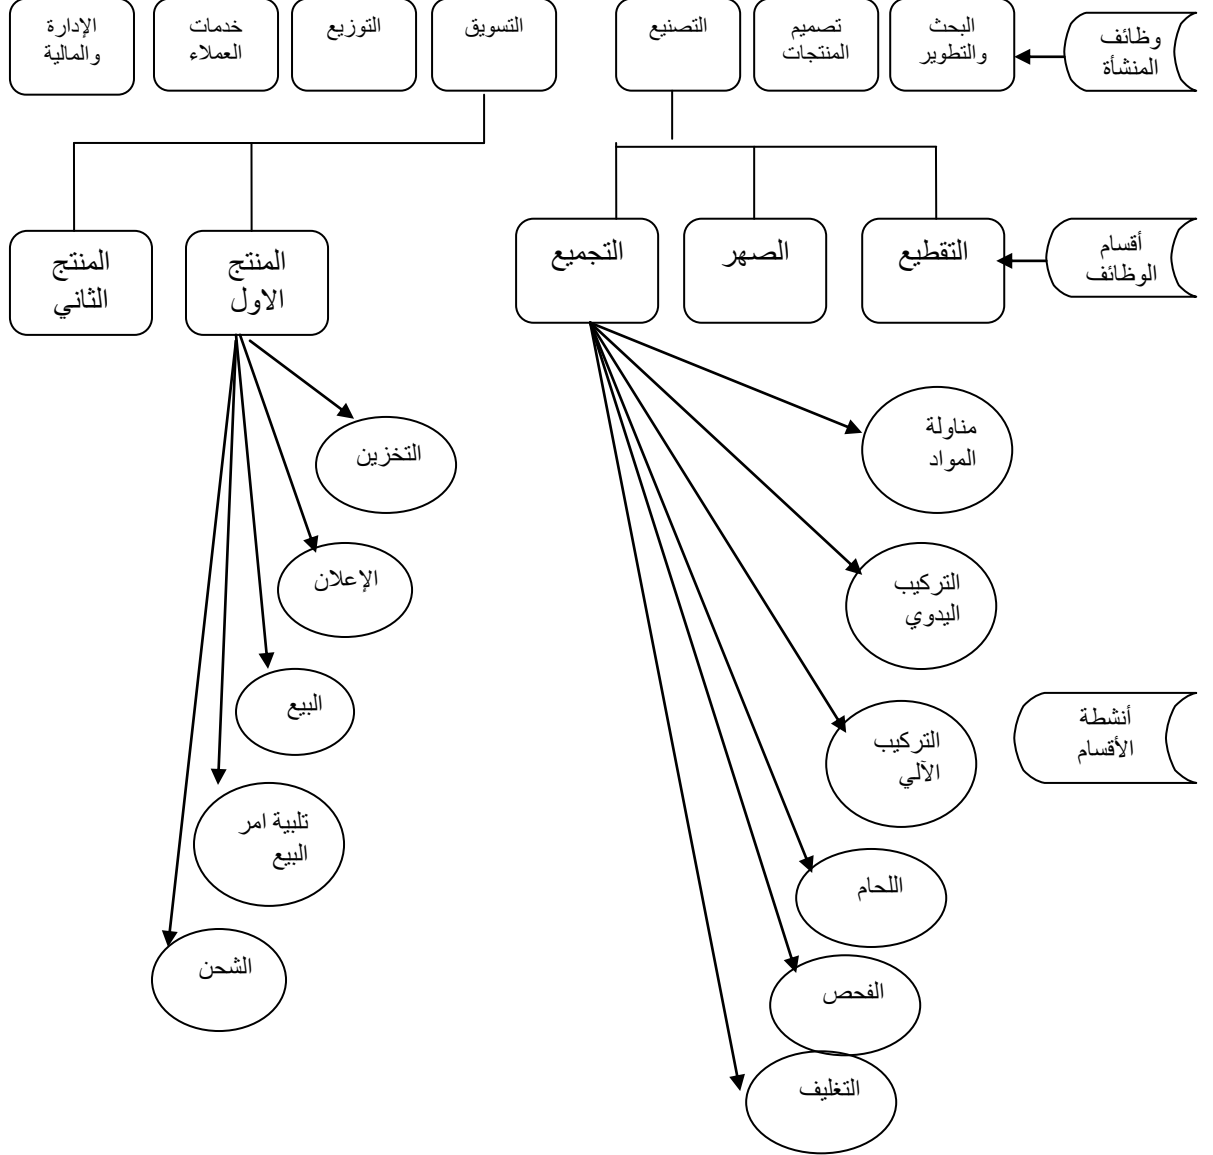 وظائف
المنشأة
البحث
والتطوير
تصميم
المنتجات
التصنيع
التسويق
التوزيع
خدمات
العملاء
الإدارة
والمالية
أقسام
الوظائف
التقطيع
الصهر
التجميع
المنتج
الاول
المنتج
الثاني
مناولة
المواد
التركيب
اليدوي
أنشطة
الأقسام
التركيب
الآلي
اللحام
الفحص
التغليف
التخزين
الإعلان
البيع
تلبية امر
البيع
الشحن